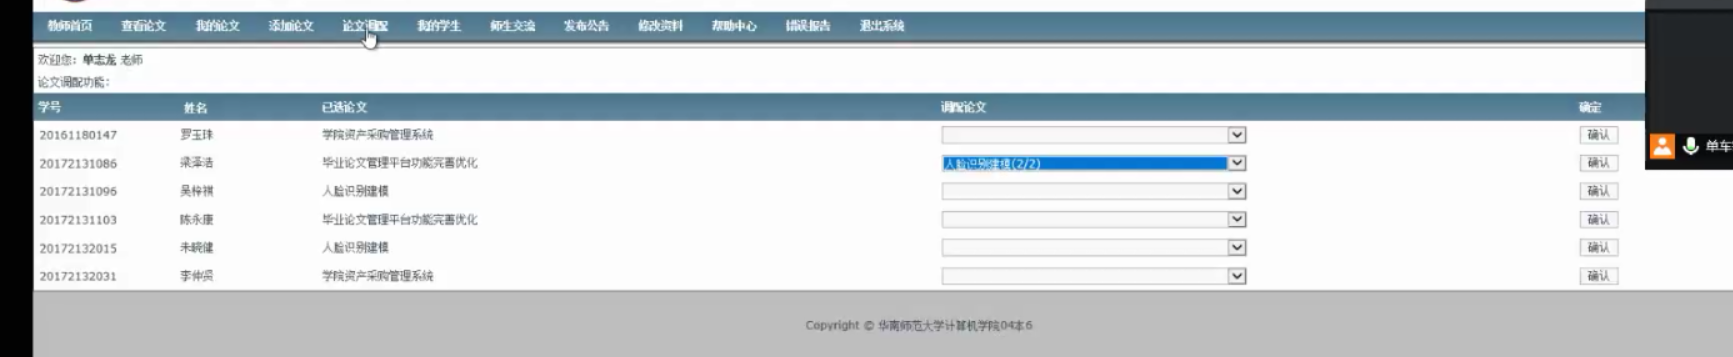 教师首页 查看论文 我的论文 添加论文 论文调配 我的学生 师生交流 发布公告 修改资料 帮助中心 错误报告 退出系统
欢迎您：单志龙 老师
论文调配功能：
学号 姓名 已选论文 调配论文 确定
20161180147 罗玉珠 学院资产采购管理系统 确认
20172131086 梁泽洁 毕业论文管理平台功能完善优化 人脸识别建模(2/2) 确认
20172131096 吴梓祺 人脸识别建模 确认
20172131103 陈永康 毕业论文管理平台功能完善优化 确认
20172132015 朱晓健 人脸识别建模 确认
20172132031 李仲贤 学院资产采购管理系统 确认
单车
Copyright © 华南师范大学计算机学院04本6